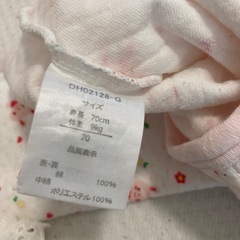 DH02128-G
サイズ
身長 70cm
体重 9kg
70
品質表示
表・裏
綿 100%
中綿
ポリエステル100%